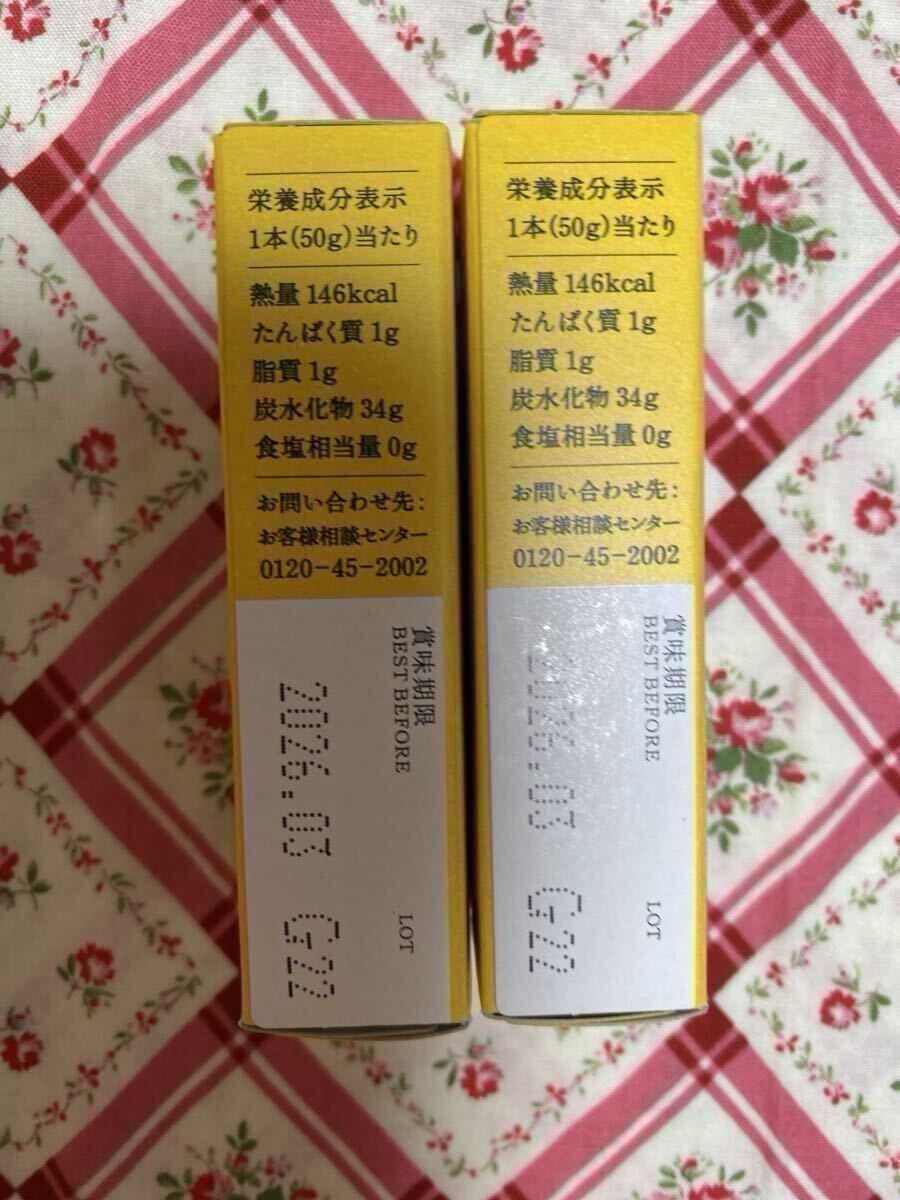 栄養成分表示
1本(50g)当たり
熱量 146kcal
たんぱく質 1g
脂質 1g
炭水化物 34g
食塩相当量 0g
お問い合わせ先:
お客様相談センター
0120-45-2002
賞味期限
BEST BEFORE
2026.03
LOT
G22
栄養成分表示
1本(50g)当たり
熱量 146kcal
たんぱく質 1g
脂質 1g
炭水化物 34g
食塩相当量 0g
お問い合わせ先:
お客様相談センター
0120-45-2002
賞味期限
BEST BEFORE
2026.03
LOT
G22